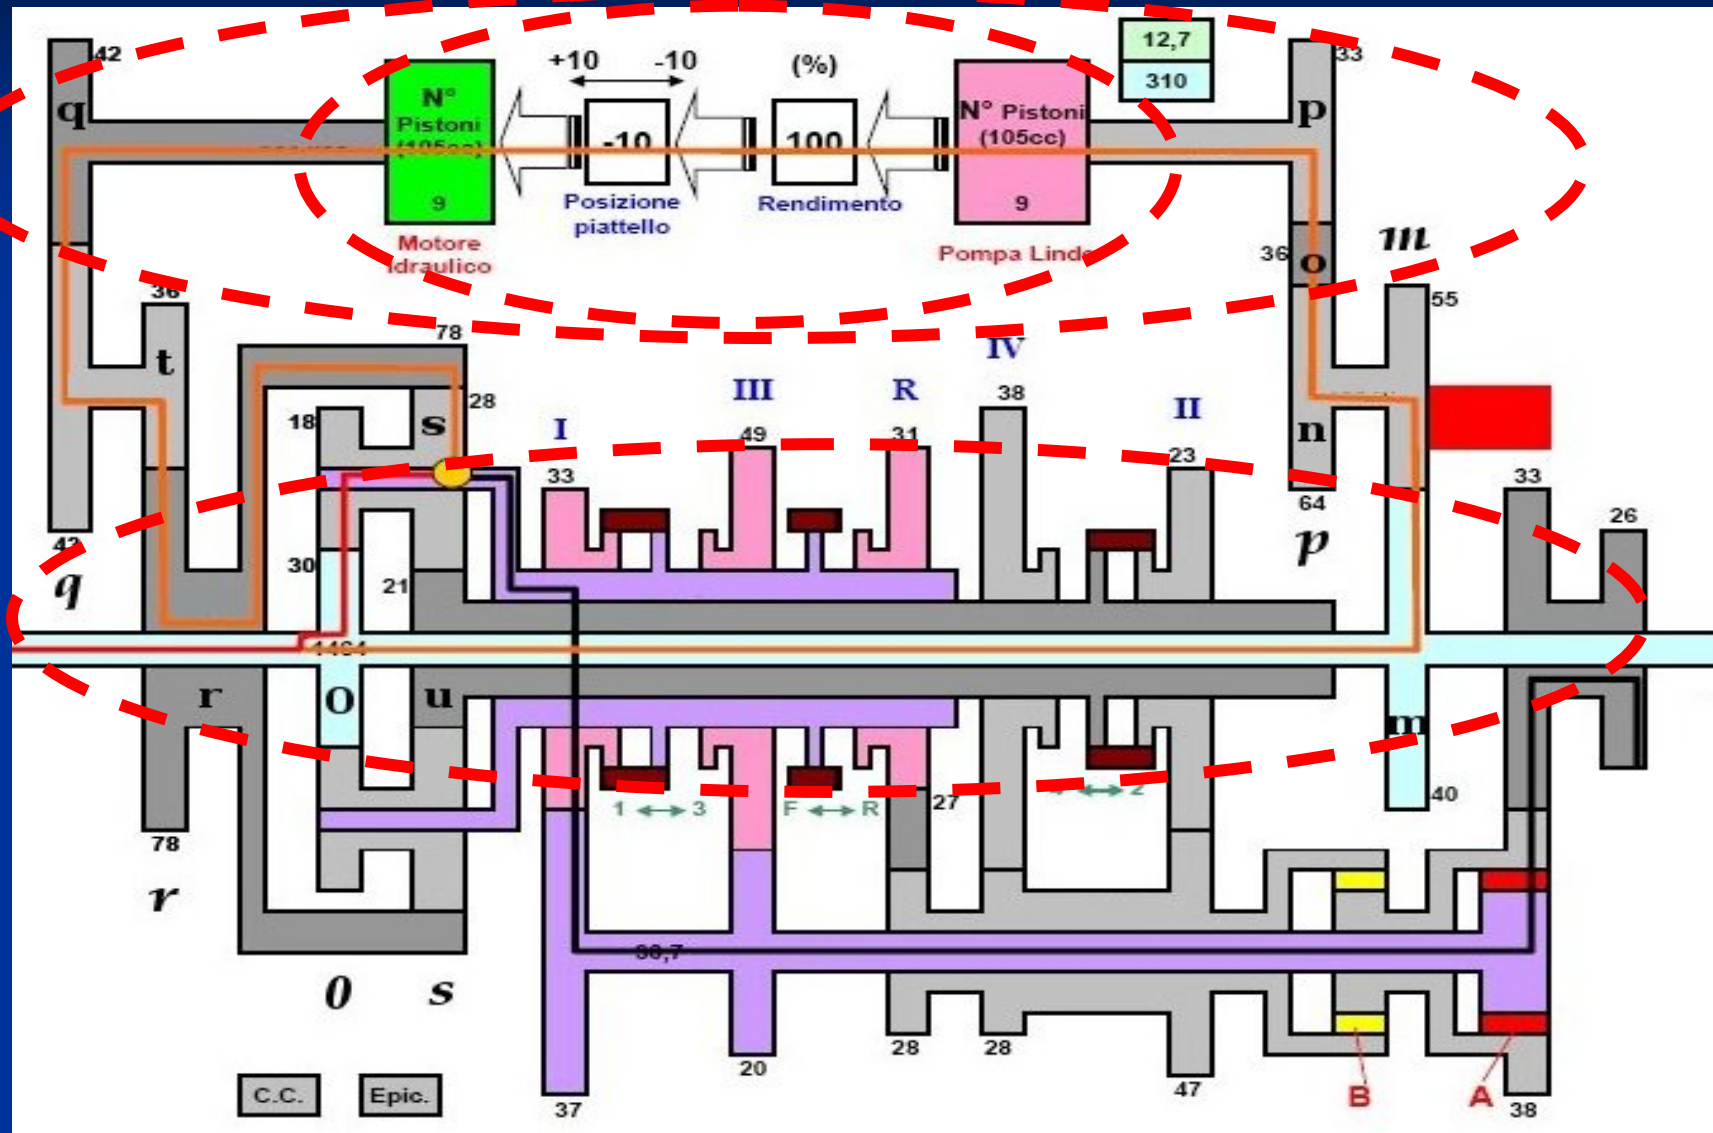 12,7
310
42
+10 -10
(%)
33
q
N°
Pistoni
(105cc)
9
-10
100
N° Pistoni
(105cc)
9
p
Posizione
piattello
Rendimento
Motore
Idraulico
Pompa Linde
36
o
m
55
36
t
78
IV
38
III
49
R
31
I
33
II
23
18
s
28
n
64
p
33
26
42
q
30
21
r
O
u
m
40
1 ↔ 3
F ↔ R
27
4 ↔ 2
78
r
0
s
C.C.
Epic.
37
20
28
28
47
B
A
38